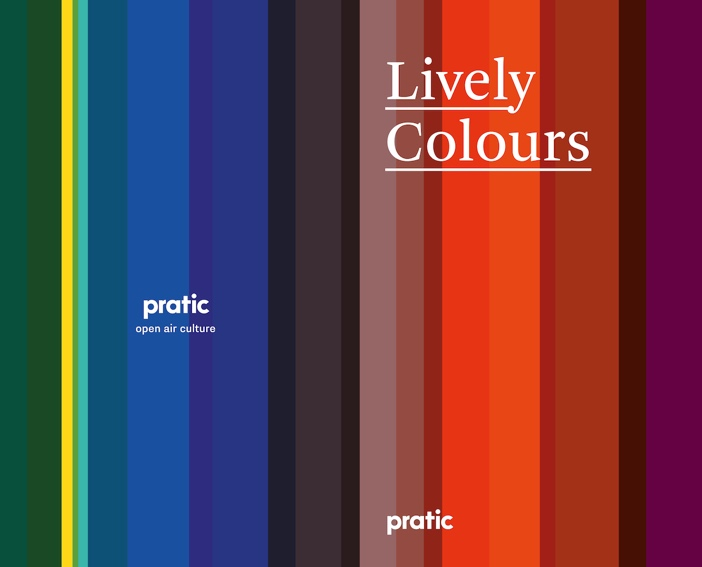 Lively
Colours
pratic
open air culture
pratic